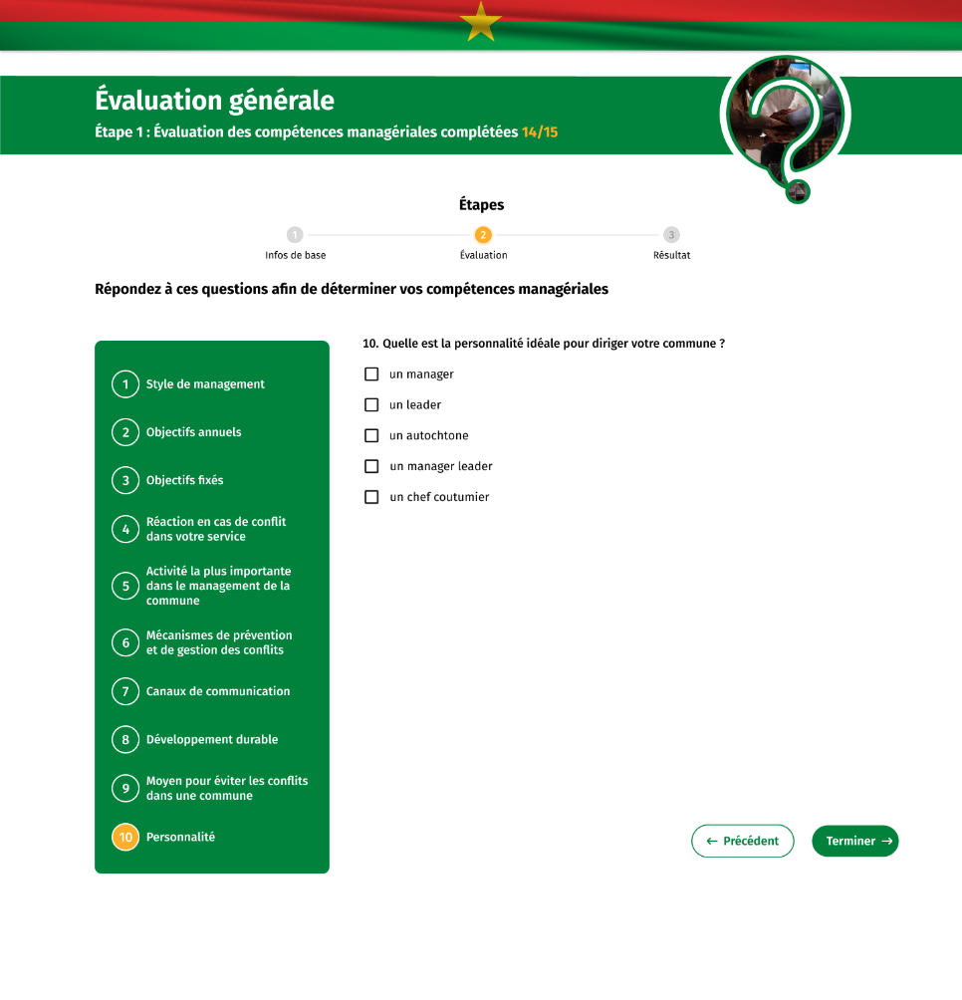 Évaluation générale
Étape 1 : Évaluation des compétences managériales complétées 14/15
Étapes
1
2
3
Infos de base
Évaluation
Résultat
Répondez à ces questions afin de déterminer vos compétences managériales
1 Style de management
2 Objectifs annuels
3 Objectifs fixés
4 Réaction en cas de conflit
dans votre service
5 Activité la plus importante
dans le management de la
commune
6 Mécanismes de prévention
et de gestion des conflits
7 Canaux de communication
8 Développement durable
9 Moyen pour éviter les conflits
dans une commune
10 Personnalité
10. Quelle est la personnalité idéale pour diriger votre commune ?
un manager
un leader
un autochtone
un manager leader
un chef coutumier
← Précédent
Terminer →